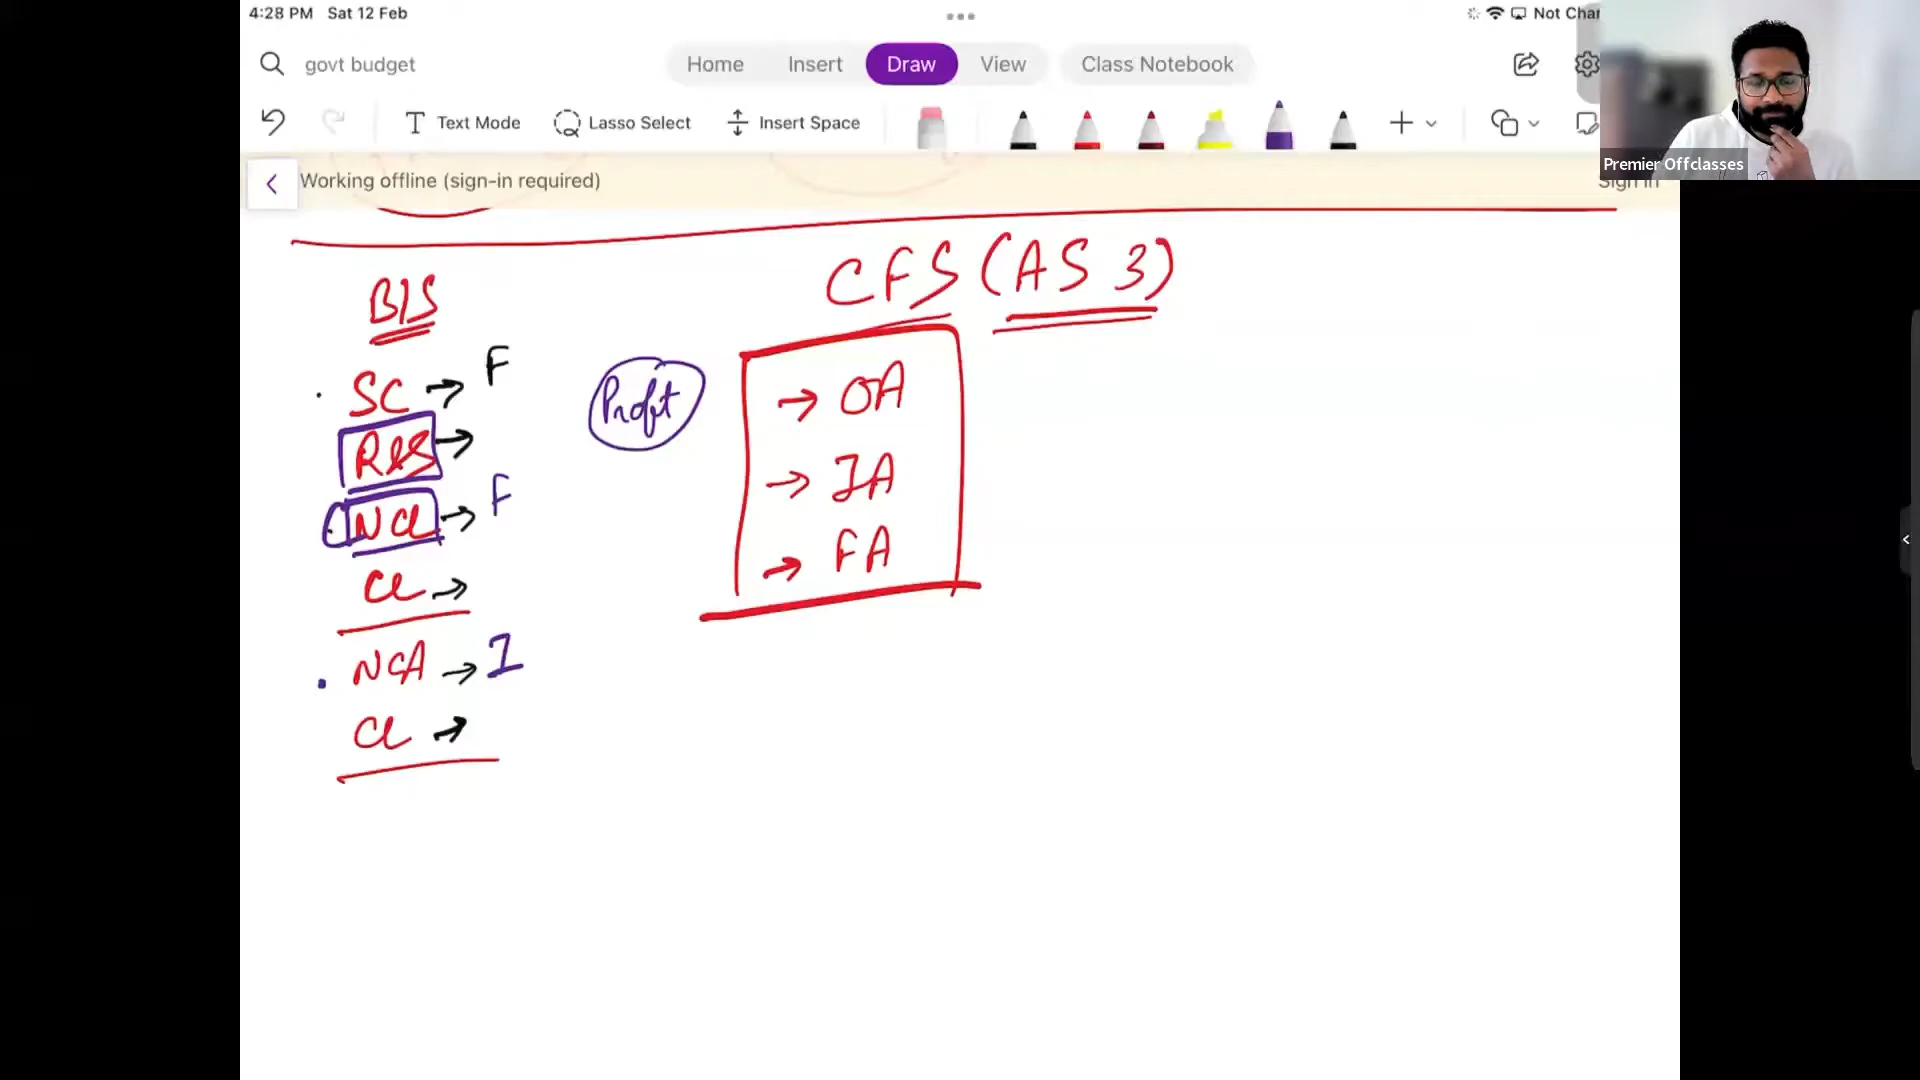 4:28 PM Sat 12 Feb
Not Char
govt budget
Home Insert Draw View Class Notebook
Text Mode Lasso Select Insert Space
Premier Offclasses
Working offline (sign-in required)
Sign in
CFS (AS 3)
B/S
SC → F
R&S →
NCL → F
CL →
NCA → I
CL →
Profit
→ OA
→ IA
→ FA